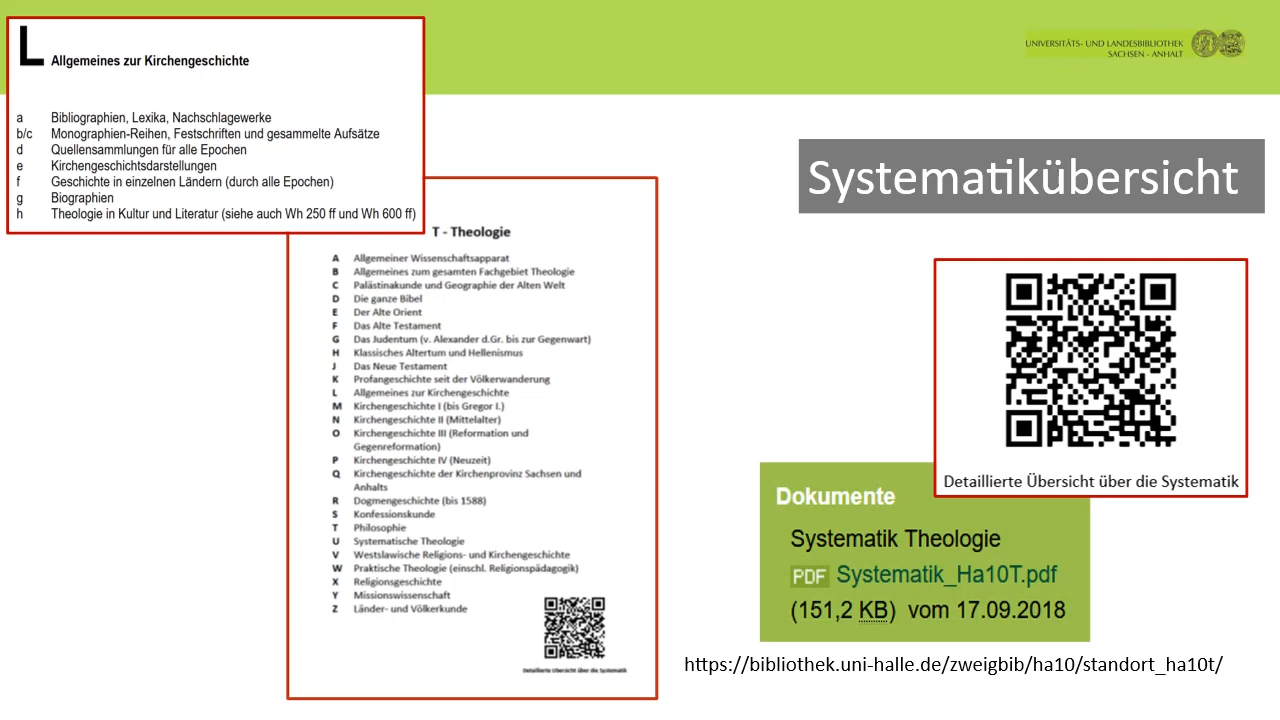 L Allgemeines zur Kirchengeschichte
a Bibliographien, Lexika, Nachschlagewerke
b/c Monographien-Reihen, Festschriften und gesammelte Aufsätze
d Quellensammlungen für alle Epochen
e Kirchengeschichtsdarstellungen
f Geschichte in einzelnen Ländern (durch alle Epochen)
g Biographien
h Theologie in Kultur und Literatur (siehe auch Wh 250 ff und Wh 600 ff)
UNIVERSITÄTS- UND LANDESBIBLIOTHEK
SACHSEN - ANHALT
Systematikübersicht
T - Theologie
A Allgemeiner Wissenschaftsapparat
B Allgemeines zum gesamten Fachgebiet Theologie
C Palästinakunde und Geographie der Alten Welt
D Die ganze Bibel
E Der Alte Orient
F Das Alte Testament
G Das Judentum (v. Alexander d.Gr. bis zur Gegenwart)
H Klassisches Altertum und Hellenismus
J Das Neue Testament
K Profangeschichte seit der Völkerwanderung
L Allgemeines zur Kirchengeschichte
M Kirchengeschichte I (bis Gregor I.)
N Kirchengeschichte II (Mittelalter)
O Kirchengeschichte III (Reformation und
Gegenreformation)
P Kirchengeschichte IV (Neuzeit)
Q Kirchengeschichte der Kirchenprovinz Sachsen und
Anhalts
R Dogmengeschichte (bis 1588)
S Konfessionskunde
T Philosophie
U Systematische Theologie
V Westslawische Religions- und Kirchengeschichte
W Praktische Theologie (einschl. Religionspädagogik)
X Religionsgeschichte
Y Missionswissenschaft
Z Länder- und Völkerkunde
Detaillierte Übersicht über die Systematik
Detaillierte Übersicht über die Systematik
Dokumente
Systematik Theologie
PDF Systematik_Ha10T.pdf
(151,2 KB) vom 17.09.2018
https://bibliothek.uni-halle.de/zweigbib/ha10/standort_ha10t/